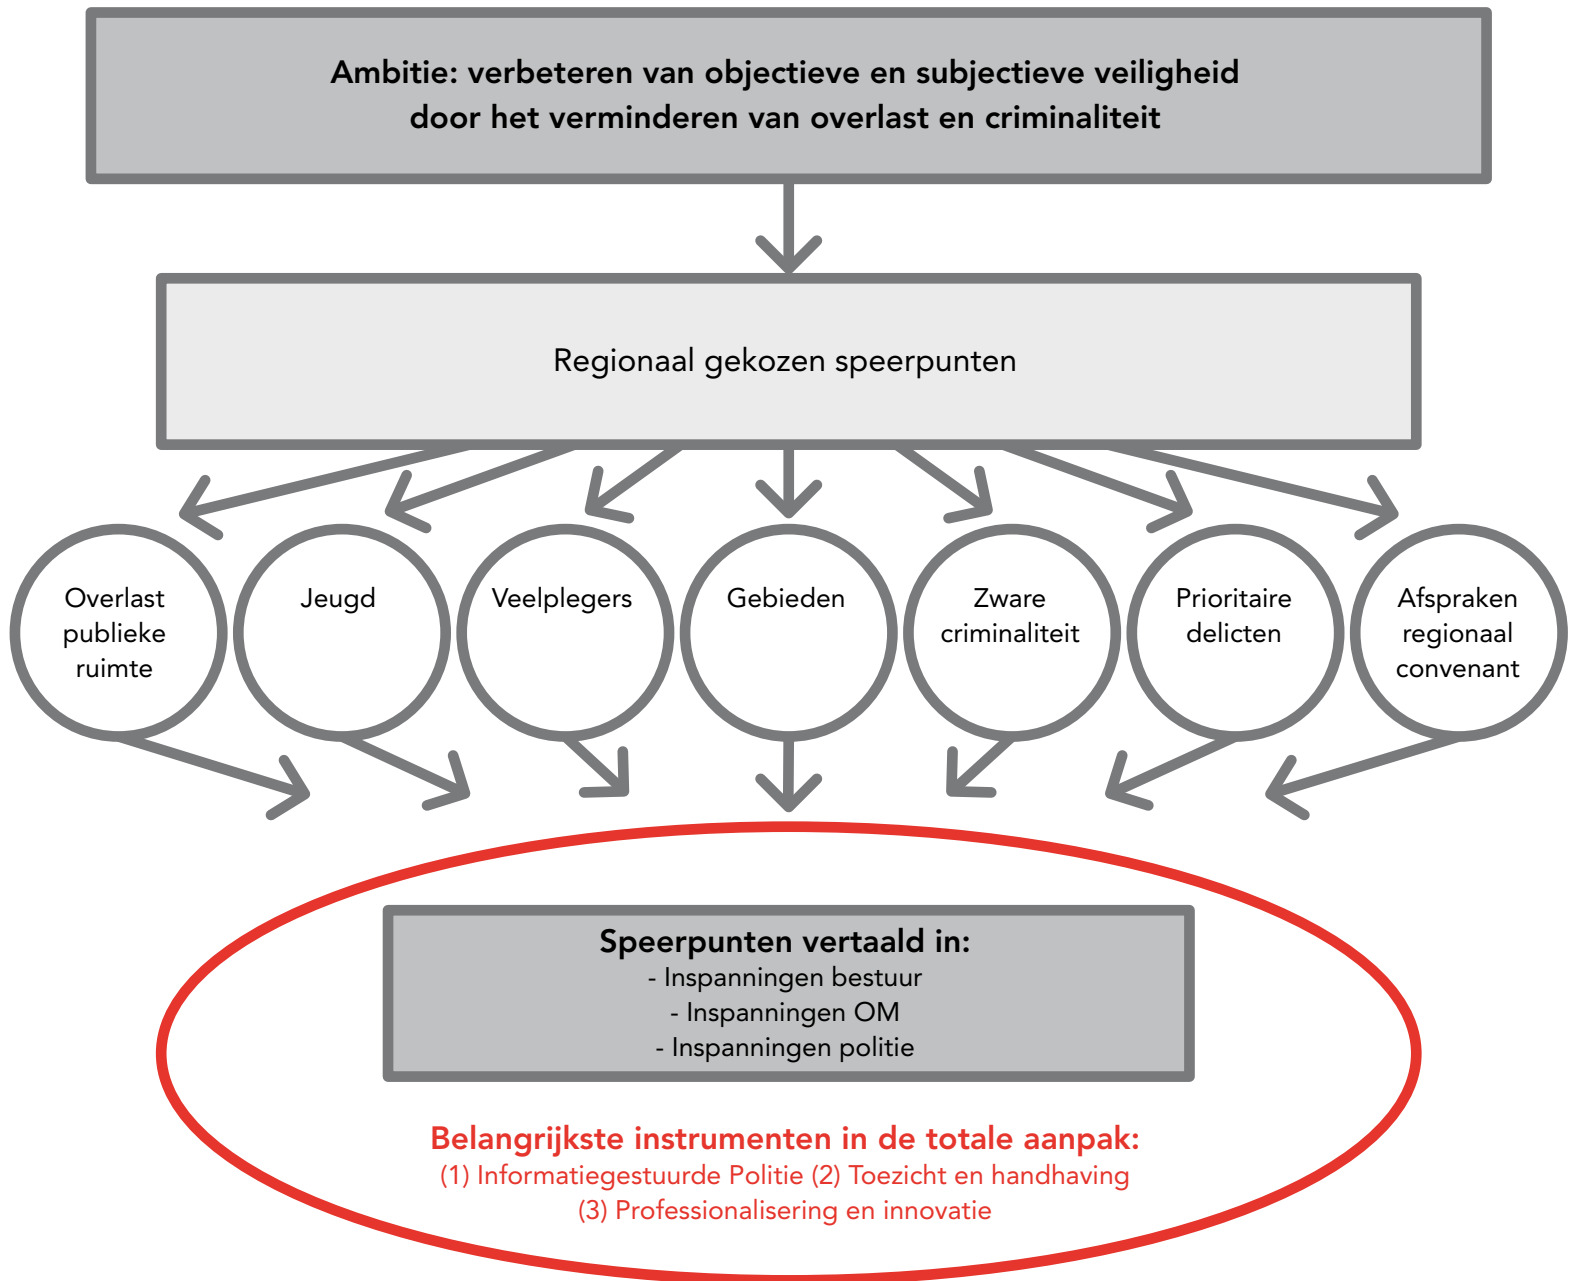 Ambitie: verbeteren van objectieve en subjectieve veiligheid
door het verminderen van overlast en criminaliteit
Regionaal gekozen speerpunten
Overlast
publieke
ruimte
Jeugd
Veelplegers
Gebieden
Zware
criminaliteit
Prioritaire
delicten
Afspraken
regionaal
convenant
Speerpunten vertaald in:
- Inspanningen bestuur
- Inspanningen OM
- Inspanningen politie
Belangrijkste instrumenten in de totale aanpak:
(1) Informatiegestuurde Politie (2) Toezicht en handhaving
(3) Professionalisering en innovatie